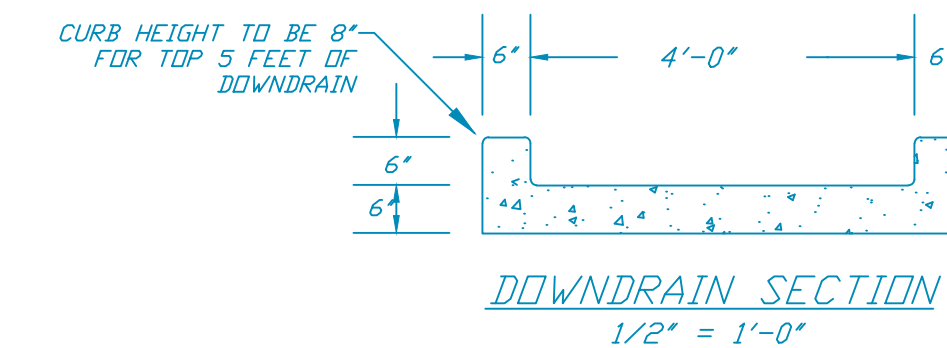 CURB HEIGHT TO BE 8"
FOR TOP 5 FEET OF
DOWNDRAIN
6"
4'-0"
6
6"
6"
DOWNDRAIN SECTION
1/2" = 1'-0"